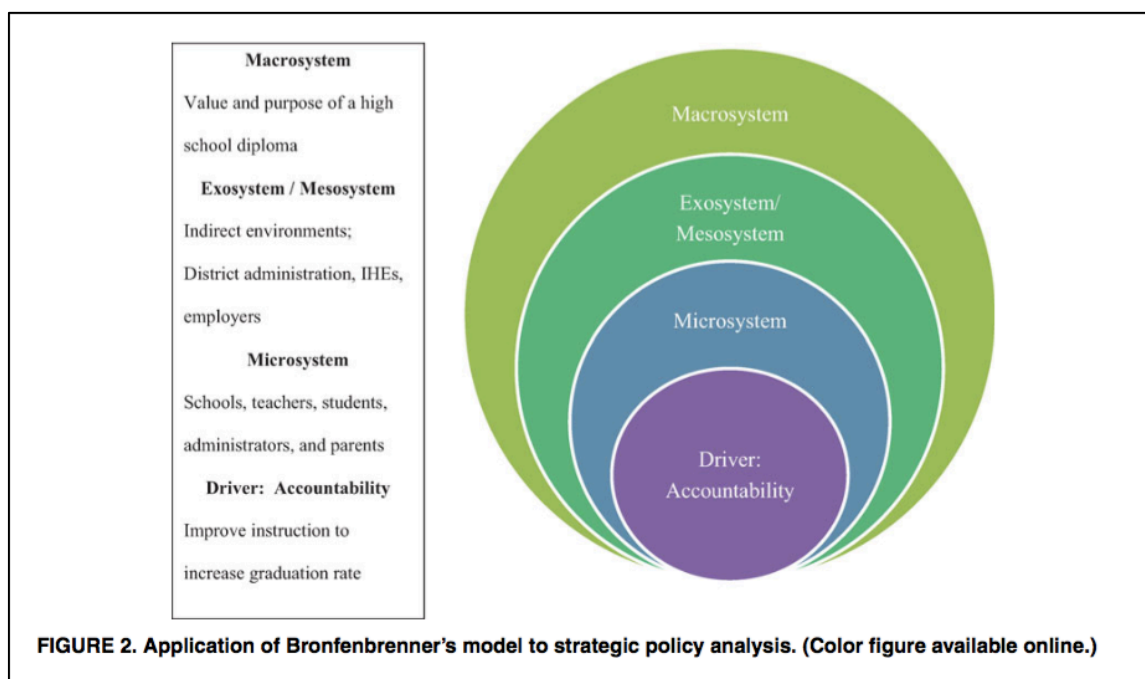 Macrosystem
Value and purpose of a high
school diploma
Exosystem / Mesosystem
Indirect environments;
District administration, IHEs,
employers
Microsystem
Schools, teachers, students,
administrators, and parents
Driver: Accountability
Improve instruction to
increase graduation rate
Macrosystem
Exosystem/
Mesosystem
Microsystem
Driver:
Accountability
FIGURE 2. Application of Bronfenbrenner's model to strategic policy analysis. (Color figure available online.)